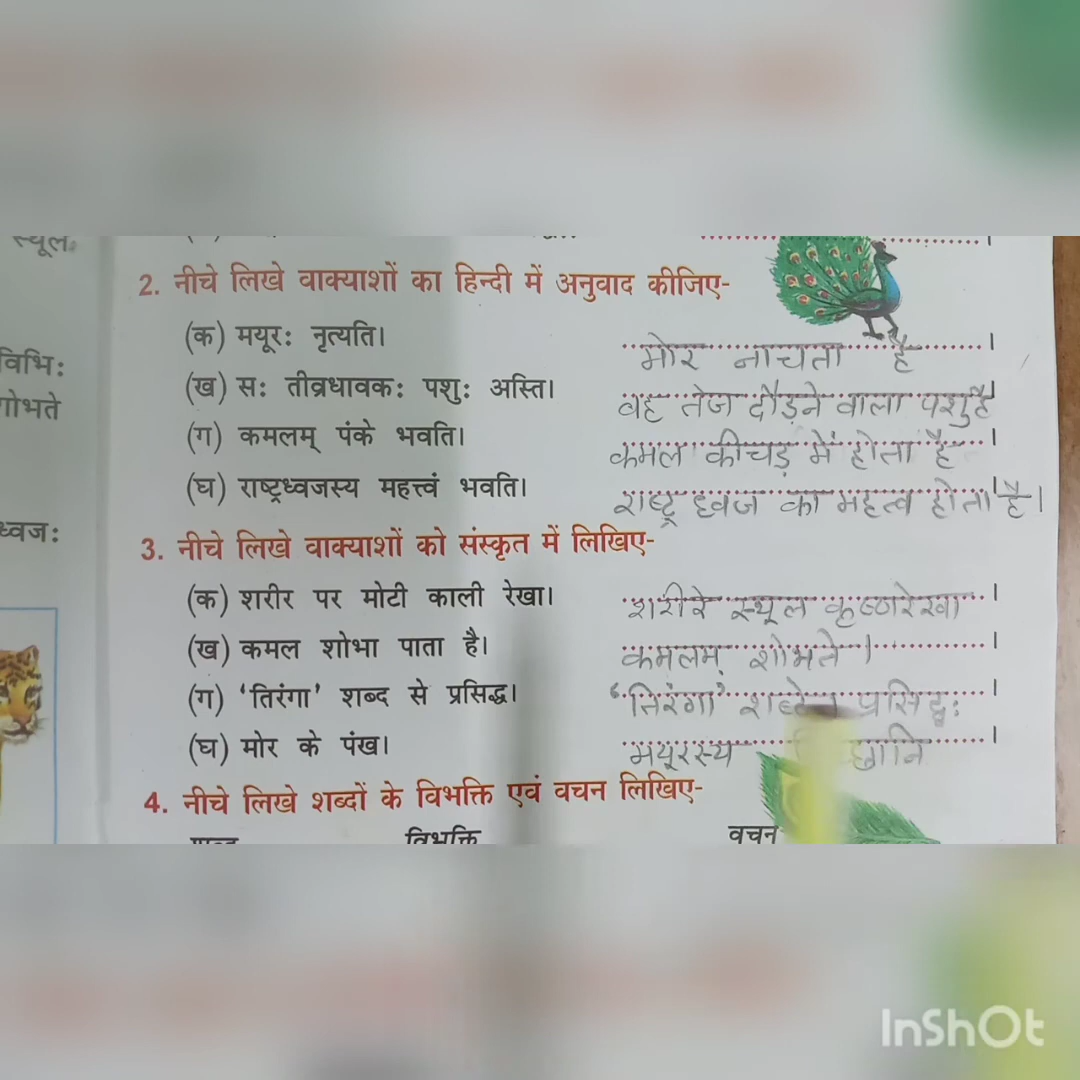 स्थूल
2. नीचे लिखे वाक्याशों का हिन्दी में अनुवाद कीजिए-
(क) मयूरः नृत्यति। मोर नाचता है
विभिः
(ख) सः तीव्रधावकः पशुः अस्ति। वह तेज दौड़ने वाला पशु है
शोभते
(ग) कमलम् पंके भवति। कमल कीचड़ में होता है
(घ) राष्ट्रध्वजस्य महत्त्वं भवति। राष्ट्र ध्वज का महत्व होता है।
ध्वजः
3. नीचे लिखे वाक्याशों को संस्कृत में लिखिए-
(क) शरीर पर मोटी काली रेखा। शरीरे स्थूल कृष्णरेखा
(ख) कमल शोभा पाता है। कमलम् शोभते।
(ग) 'तिरंगा' शब्द से प्रसिद्ध। 'तिरंगा' शब्देन प्रसिद्धः
(घ) मोर के पंख। मयूरस्य
4. नीचे लिखे शब्दों के विभक्ति एवं वचन लिखिए-
शब्द विभक्ति वचन
InShOt